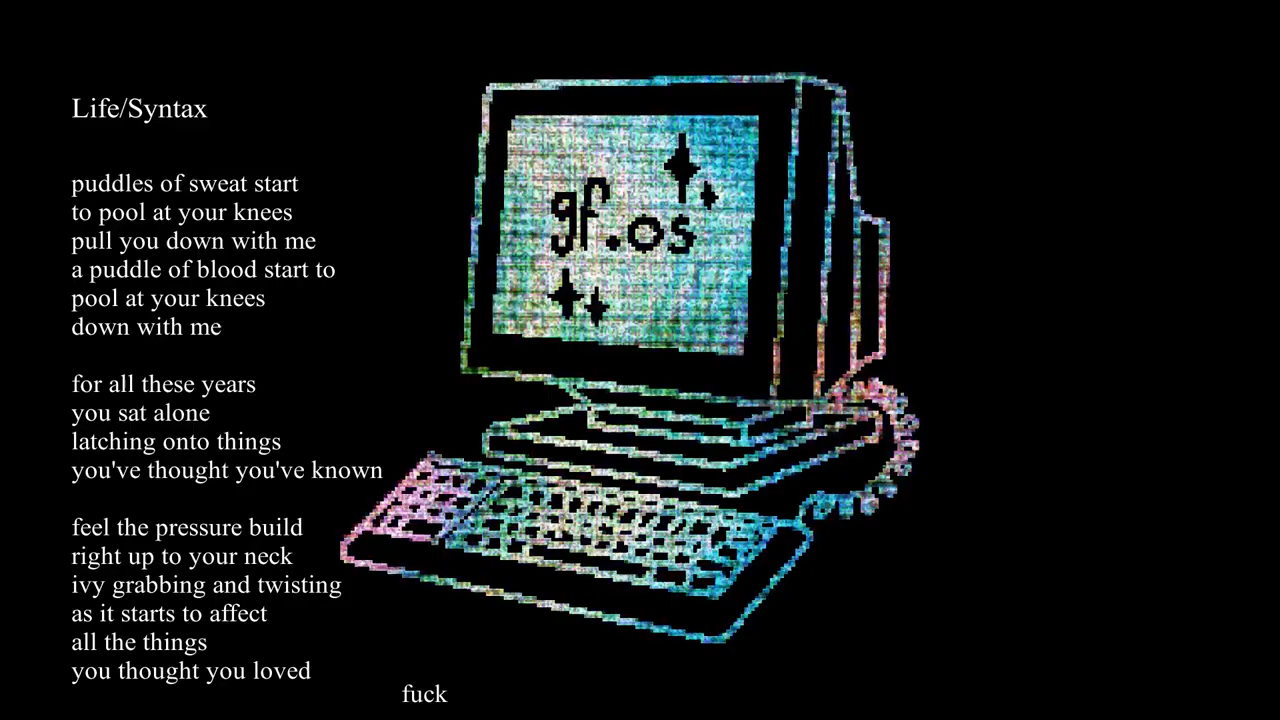 Life/Syntax
puddles of sweat start
to pool at your knees
pull you down with me
a puddle of blood start to
pool at your knees
down with me
for all these years
you sat alone
latching onto things
you've thought you've known
feel the pressure build
right up to your neck
ivy grabbing and twisting
as it starts to affect
all the things
you thought you loved
fuck
gf.os